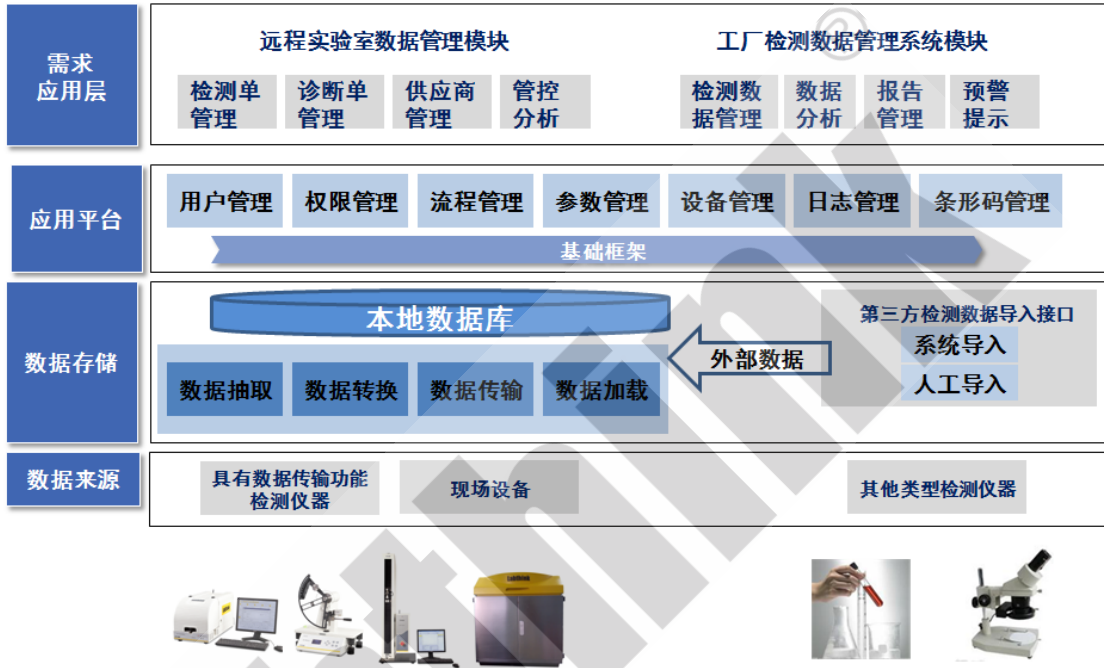 需求
应用层
远程实验室数据管理模块
工厂检测数据管理系统模块
检测单
管理
诊断单
管理
供应商
管理
管控
分析
检测数
据管理
数据
分析
报告
管理
预警
提示
应用平台
用户管理
权限管理
流程管理
参数管理
设备管理
日志管理
条形码管理
基础框架
数据存储
本地数据库
数据抽取
数据转换
数据传输
数据加载
外部数据
第三方检测数据导入接口
系统导入
人工导入
数据来源
具有数据传输功能
检测仪器
现场设备
其他类型检测仪器
think
®